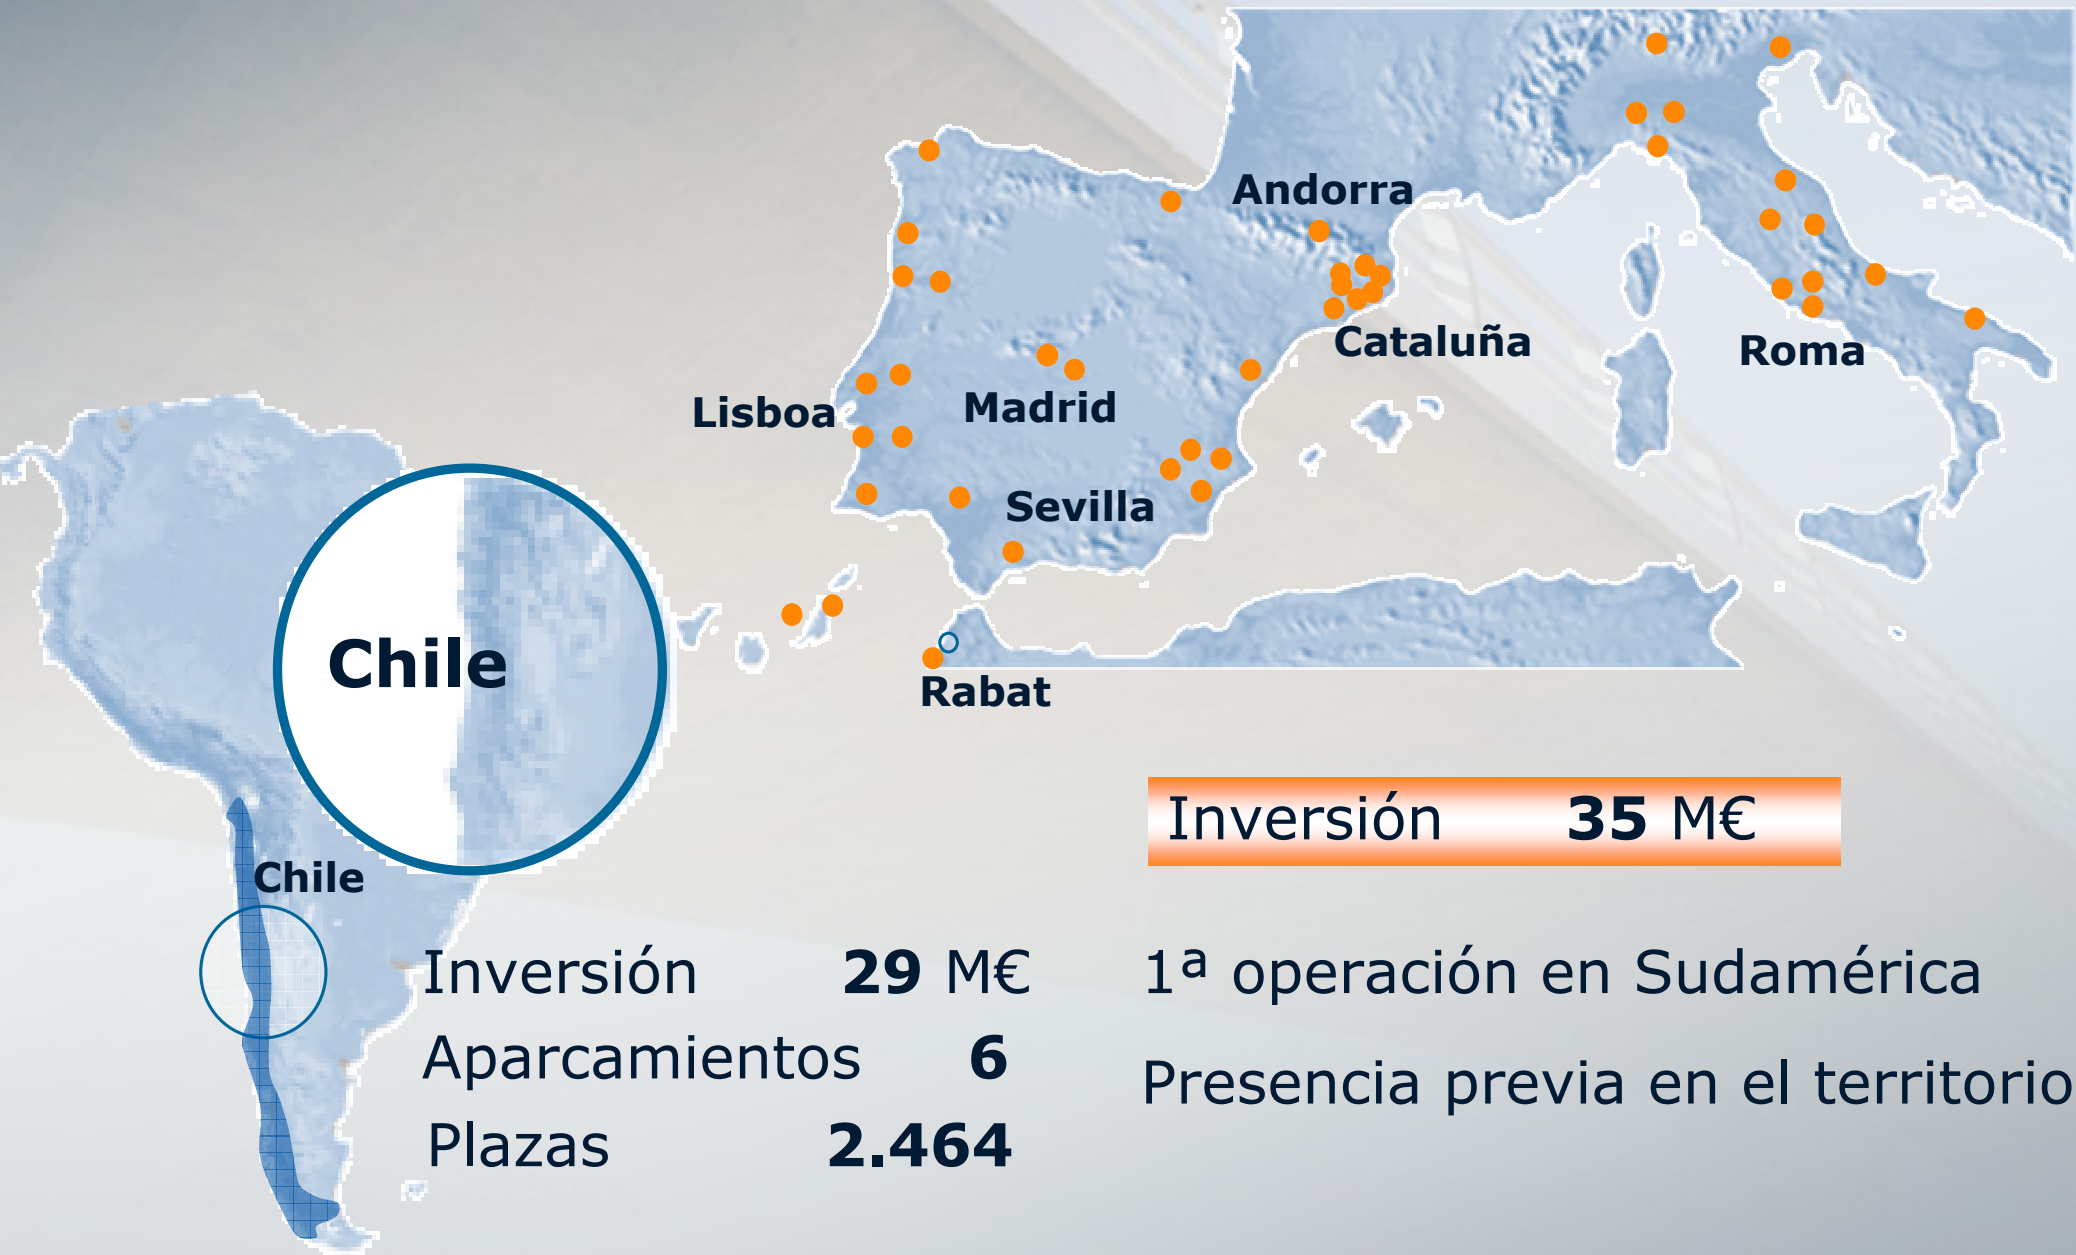 Andorra
Cataluña
Roma
Lisboa
Madrid
Sevilla
Chile
Rabat
Inversión 35 M€
Chile
Inversión 29 M€
Aparcamientos 6
Plazas 2.464
1ª operación en Sudamérica
Presencia previa en el territorio